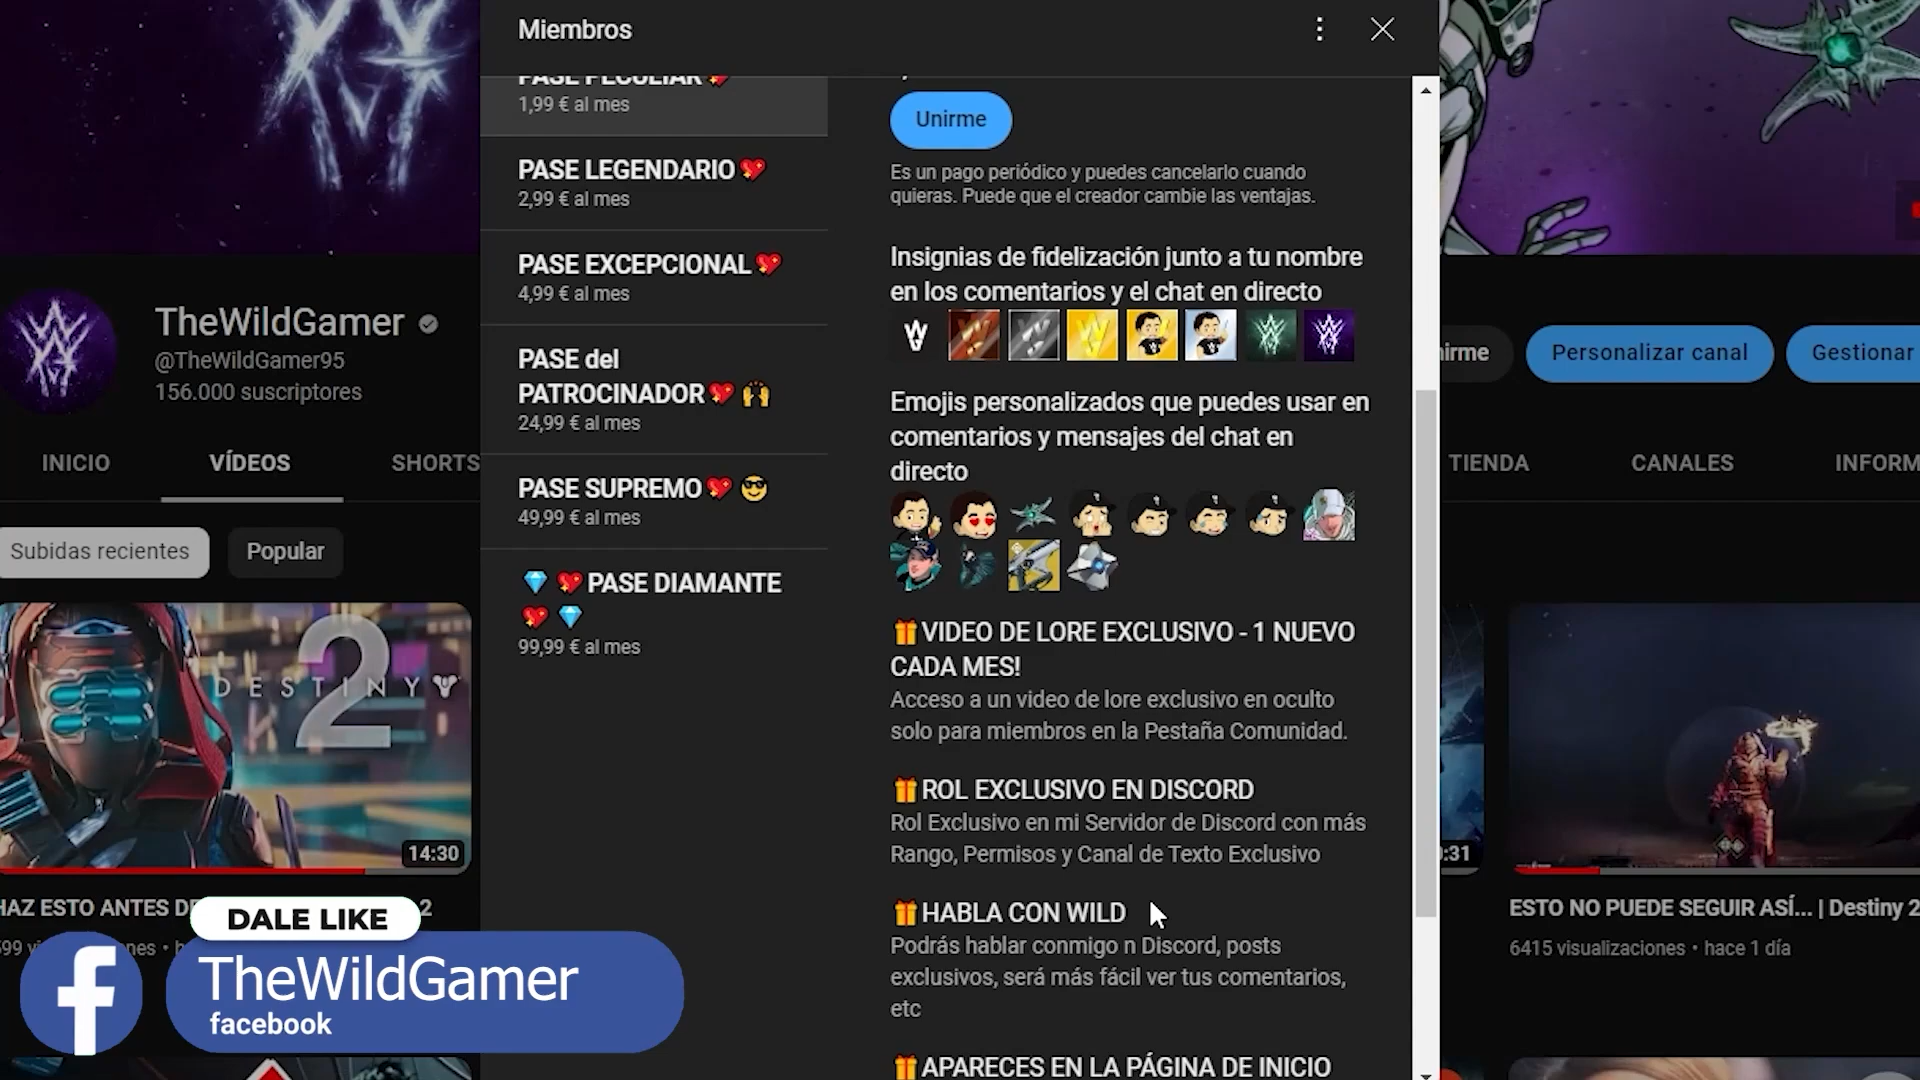 Miembros
PASE PECULIAR
1,99 € al mes
PASE LEGENDARIO
2,99 € al mes
PASE EXCEPCIONAL
4,99 € al mes
PASE del
PATROCINADOR
24,99 € al mes
PASE SUPREMO
49,99 € al mes
PASE DIAMANTE
99,99 € al mes
Unirme
Es un pago periódico y puedes cancelarlo cuando
quieras. Puede que el creador cambie las ventajas.
Insignias de fidelización junto a tu nombre
en los comentarios y el chat en directo
Emojis personalizados que puedes usar en
comentarios y mensajes del chat en
directo
VIDEO DE LORE EXCLUSIVO - 1 NUEVO
CADA MES!
Acceso a un video de lore exclusivo en oculto
solo para miembros en la Pestaña Comunidad.
ROL EXCLUSIVO EN DISCORD
Rol Exclusivo en mi Servidor de Discord con más
Rango, Permisos y Canal de Texto Exclusivo
HABLA CON WILD
Podrás hablar conmigo n Discord, posts
exclusivos, será más fácil ver tus comentarios,
etc
APARECES EN LA PÁGINA DE INICIO
TheWildGamer
@TheWildGamer95
156.000 suscriptores
INICIO
VÍDEOS
SHORTS
Subidas recientes
Popular
DESTINY
2
14:30
HAZ ESTO ANTES DE
2
DALE LIKE
TheWildGamer
facebook
irme
Personalizar canal
Gestionar
TIENDA
CANALES
INFORM
:31
ESTO NO PUEDE SEGUIR ASÍ... | Destiny 2
6415 visualizaciones • hace 1 día